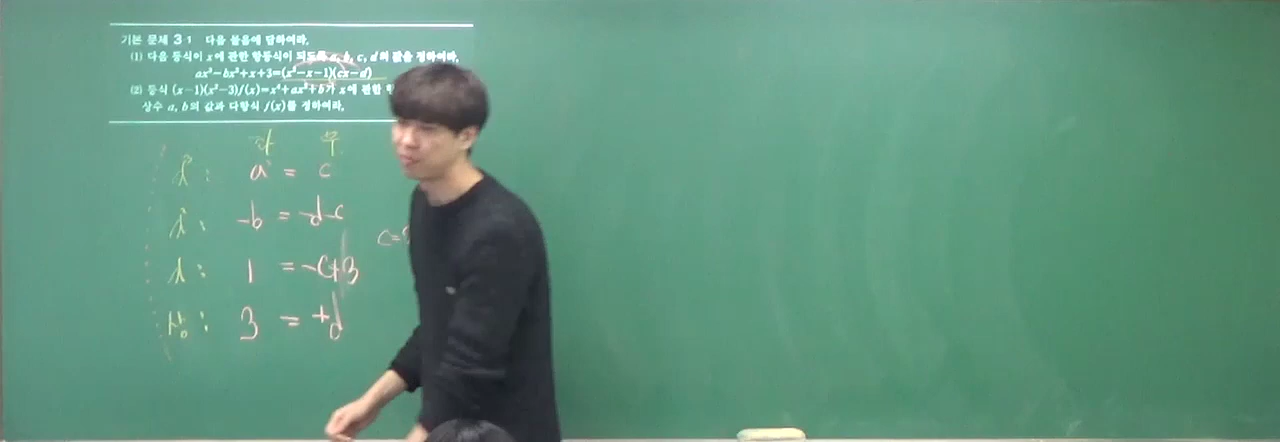 기본 문제 3-1 다음 물음에 답하여라.
(1) 다음 등식이 x에 관한 항등식이 되도록 a, b, c, d의 값을 정하여라.
ax³-bx²+x+3=(x²-x-1)(cx-d)
(2) 등식 (x-1)(x²-3)f(x)=x⁴+ax²+b가 x에 관한
상수 a, b의 값과 다항식 f(x)를 정하여라.
좌 우
x³: a = c
x²: -b = -d-c
c=
x: 1 = -c+3
상: 3 = +d